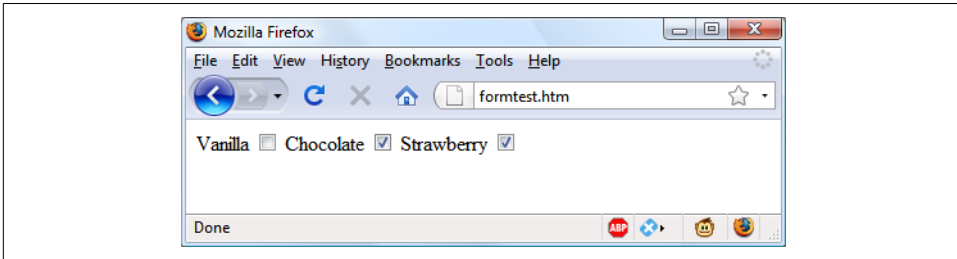 Mozilla Firefox
File Edit View History Bookmarks Tools Help
formtest.htm
Vanilla Chocolate Strawberry
Done
ABP